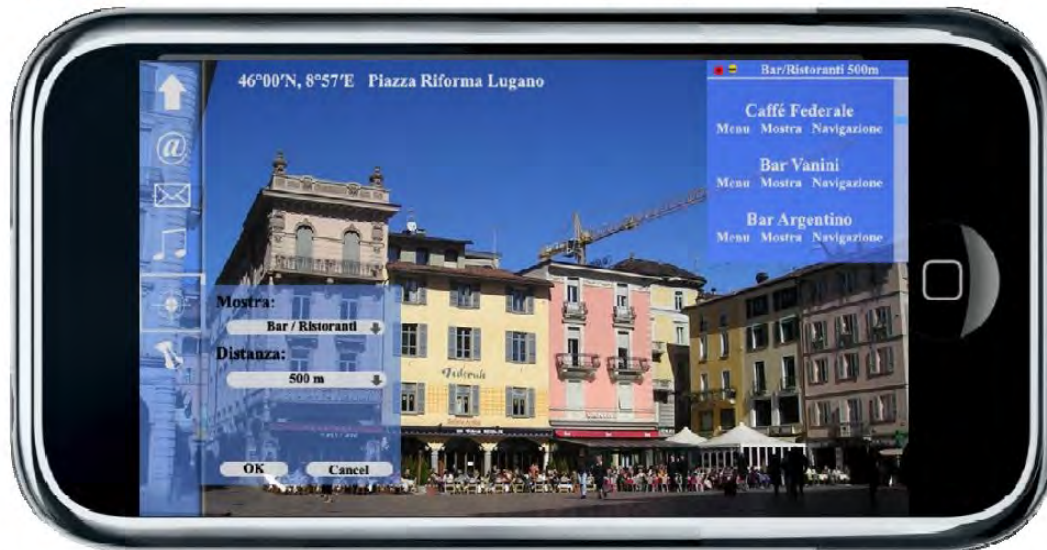 46°00'N, 8°57'E Piazza Riforma Lugano
Bar/Ristoranti 500m
Caffé Federale
Menu Mostra Navigazione
Bar Vanini
Menu Mostra Navigazione
Bar Argentino
Menu Mostra Navigazione
Mostra:
Bar / Ristoranti
Distanza:
500 m
OK Cancel
@